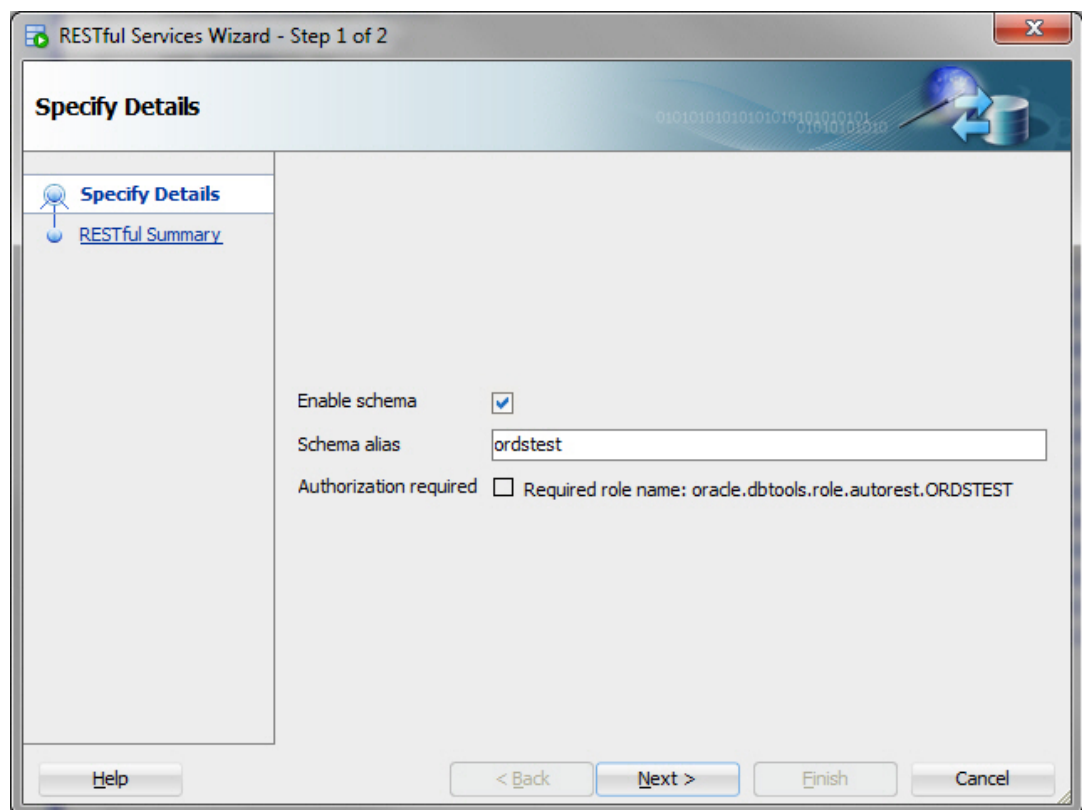 RESTful Services Wizard - Step 1 of 2
Specify Details
Specify Details
RESTful Summary
Enable schema
Schema alias ordstest
Authorization required Required role name: oracle.dbtools.role.autorest.ORDSTEST
Help < Back Next > Finish Cancel